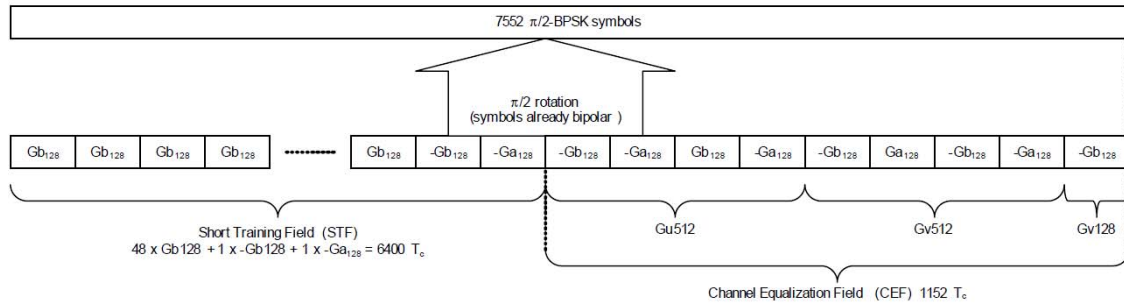 7552 π/2-BPSK symbols
π/2 rotation
(symbols already bipolar )
Gb₁₂₈ Gb₁₂₈ Gb₁₂₈ Gb₁₂₈ Gb₁₂₈ -Gb₁₂₈ -Ga₁₂₈ -Gb₁₂₈ -Ga₁₂₈ Gb₁₂₈ -Ga₁₂₈ -Gb₁₂₈ Ga₁₂₈ -Gb₁₂₈ -Ga₁₂₈ -Gb₁₂₈
Short Training Field (STF)
48 x Gb128 + 1 x -Gb128 + 1 x -Ga₁₂₈ = 6400 T꜀
Gu512
Gv512
Gv128
Channel Equalization Field (CEF) 1152 T꜀